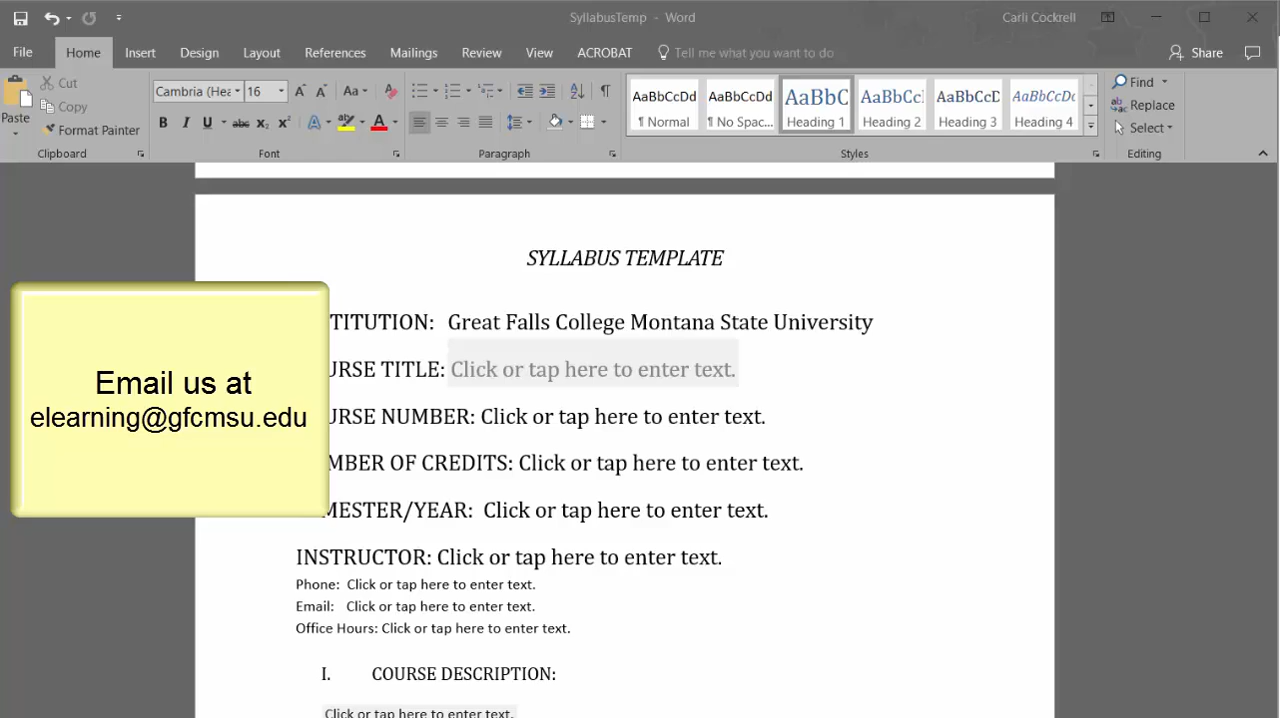 SyllabusTemp - Word
Carli Cockrell
File Home Insert Design Layout References Mailings Review View ACROBAT Tell me what you want to do Share
Paste
Cut
Copy
Format Painter
Cambria (Hea 16
Aa
B I U abc X₂ X² A A
AaBbCcDd AaBbCcDd AaBbC AaBbCc AaBbCcD AaBbCcDc
¶ Normal ¶ No Spac... Heading 1 Heading 2 Heading 3 Heading 4
Find
Replace
Select
Clipboard Font Paragraph Styles Editing
SYLLABUS TEMPLATE
TITUTION: Great Falls College Montana State University
URSE TITLE: Click or tap here to enter text.
URSE NUMBER: Click or tap here to enter text.
MBER OF CREDITS: Click or tap here to enter text.
MESTER/YEAR: Click or tap here to enter text.
INSTRUCTOR: Click or tap here to enter text.
Phone: Click or tap here to enter text.
Email: Click or tap here to enter text.
Office Hours: Click or tap here to enter text.
I. COURSE DESCRIPTION:
Click or tap here to enter text.
Email us at
elearning@gfcmsu.edu